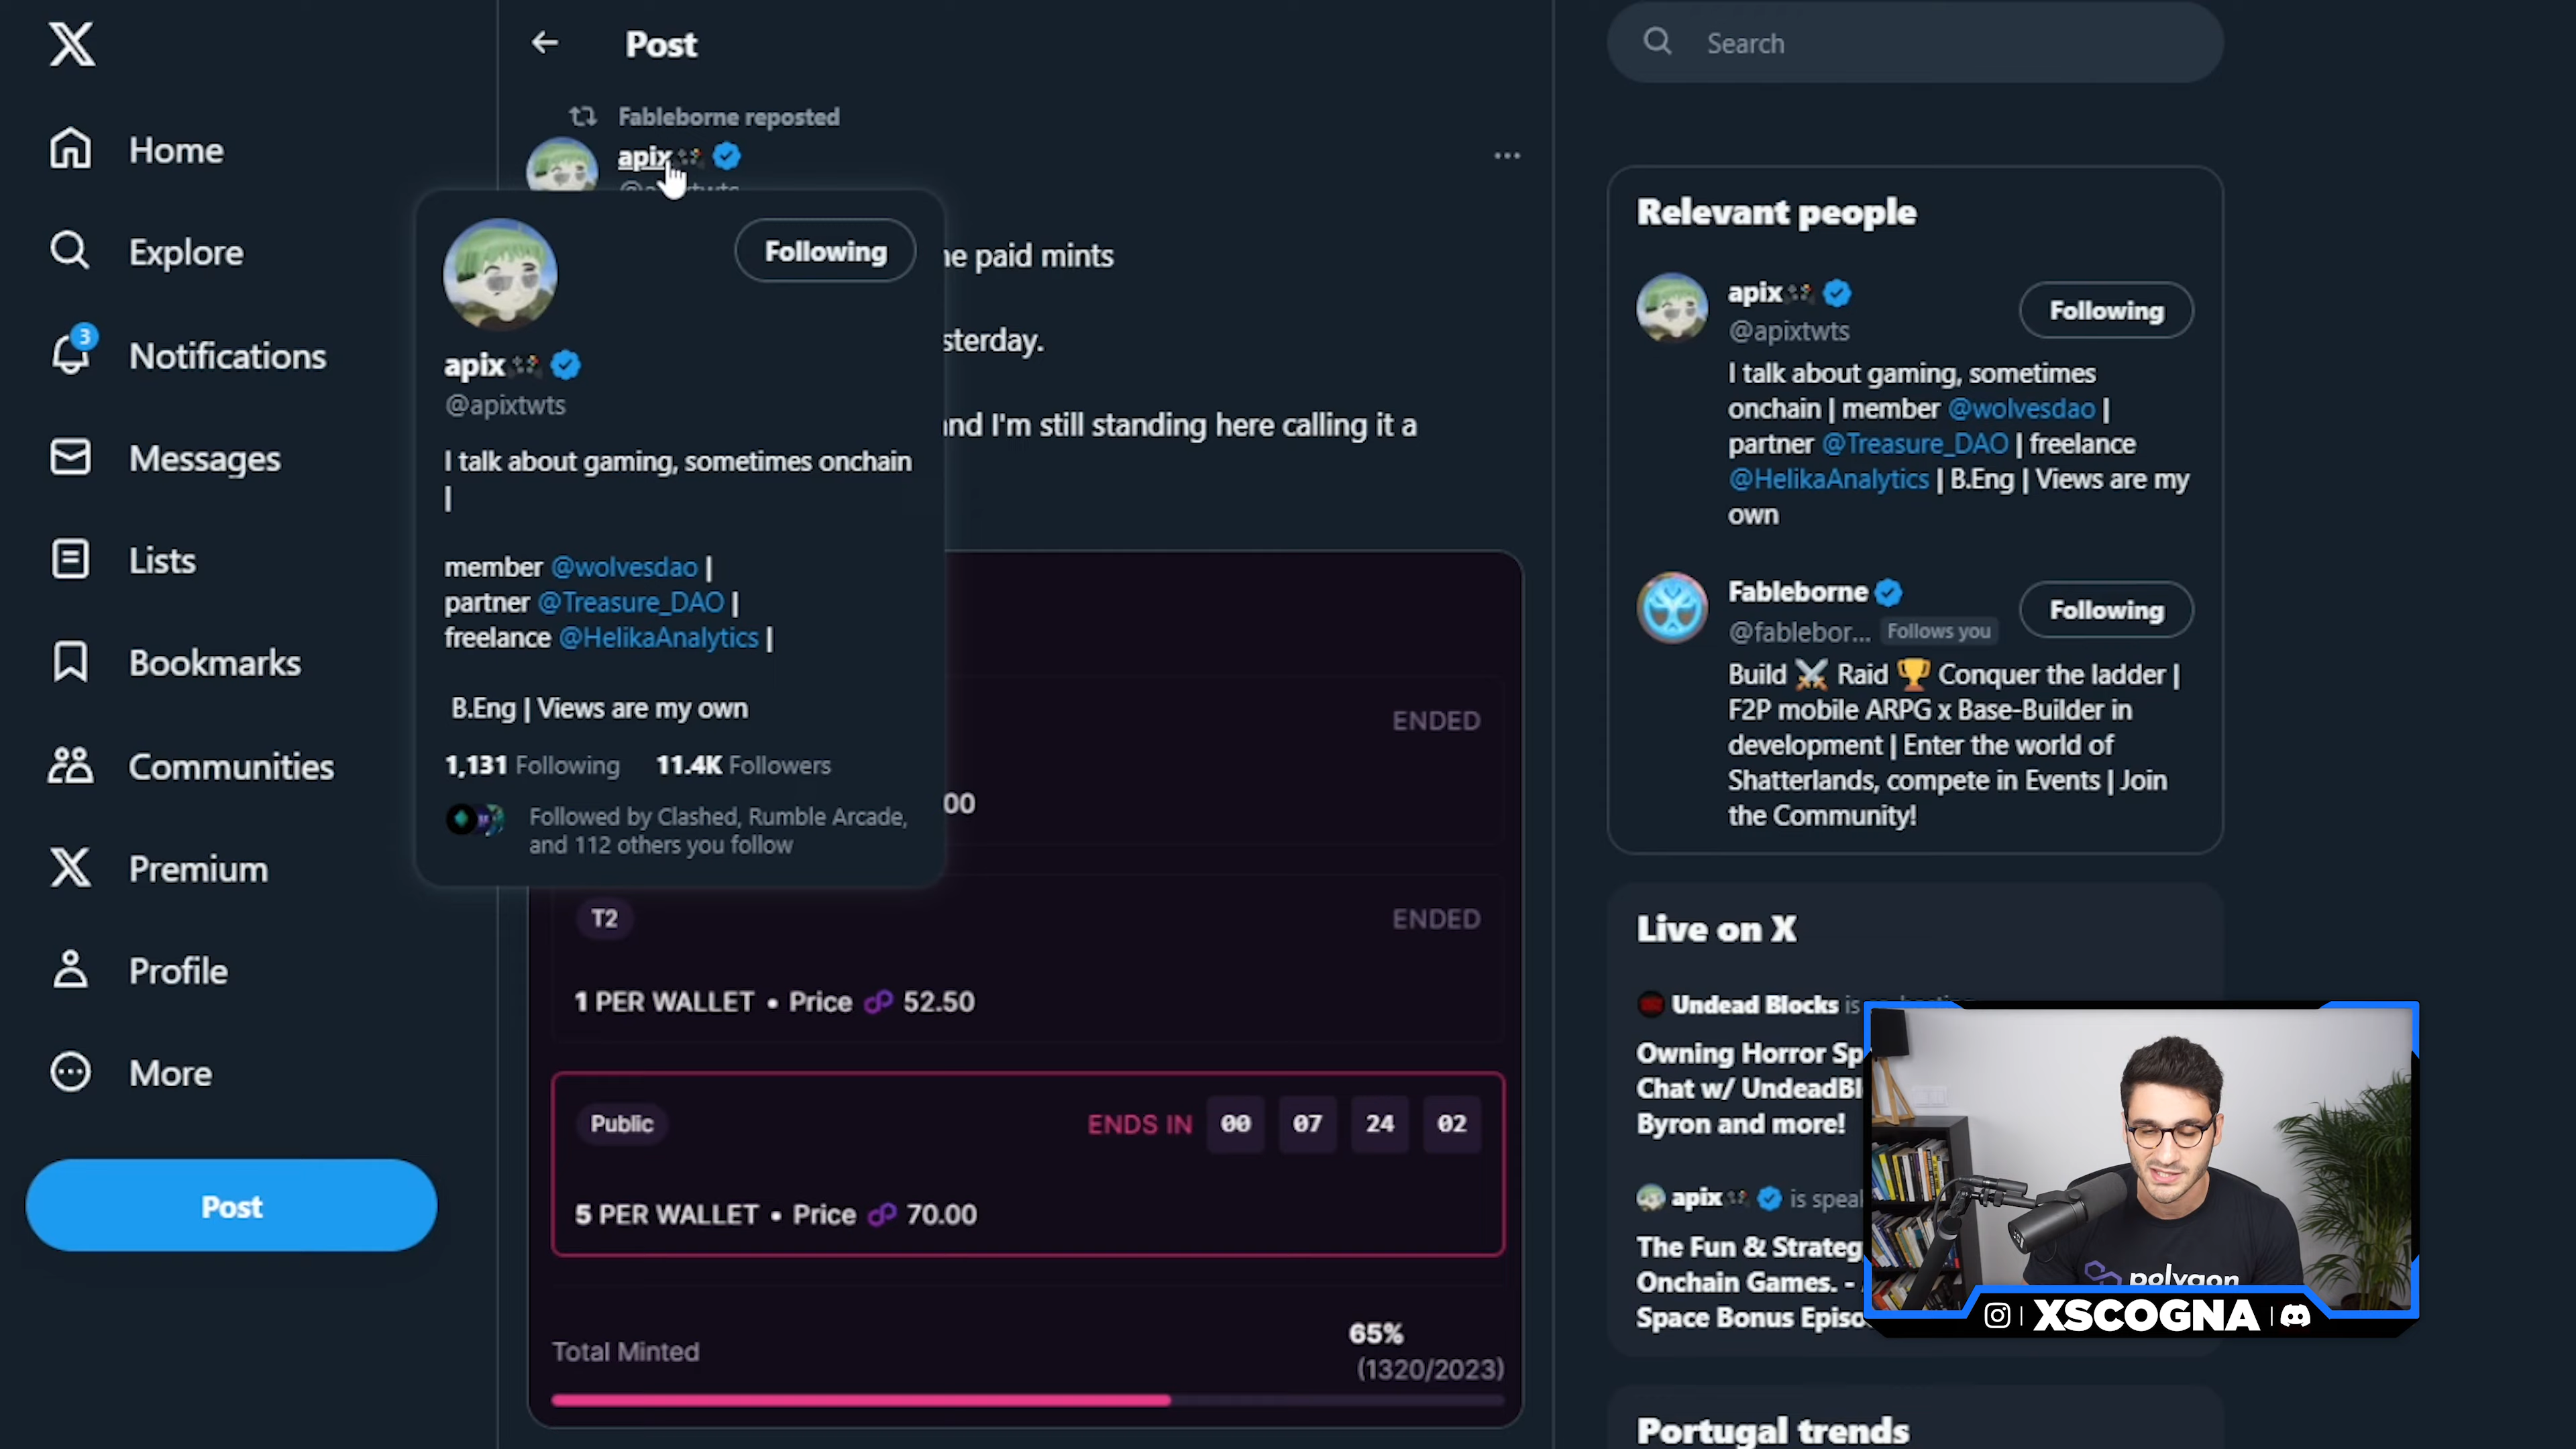 Home
Explore
3
Notifications
Messages
Lists
Bookmarks
Communities
Premium
Profile
More
Post
Post
Fableborne reposted
apix
Following
apix
@apixtwts
I talk about gaming, sometimes onchain
|
member @wolvesdao |
partner @Treasure_DAO |
freelance @HelikaAnalytics |
B.Eng | Views are my own
1,131 Following 11.4K Followers
Followed by Clashed, Rumble Arcade,
and 112 others you follow
paid mints
and I'm still standing here calling it a
ENDED
00
T2
ENDED
1 PER WALLET • Price 52.50
Public
ENDS IN 00 07 24 02
5 PER WALLET • Price 70.00
Total Minted
65%
(1320/2023)
Search
Relevant people
apix
@apixtwts
Following
I talk about gaming, sometimes
onchain | member @wolvesdao |
partner @Treasure_DAO | freelance
@HelikaAnalytics | B.Eng | Views are my
own
Fableborne
@fablebor... Follows you
Following
Build Raid Conquer the ladder |
F2P mobile ARPG x Base-Builder in
development | Enter the world of
Shatterlands, compete in Events | Join
the Community!
Live on X
Undead Blocks is
Owning Horror
Chat w/
Byron and more!
apix is
The Fun &
Onchain Games. -
Space Bonus
Portugal trends
polygon
XSCOGNA